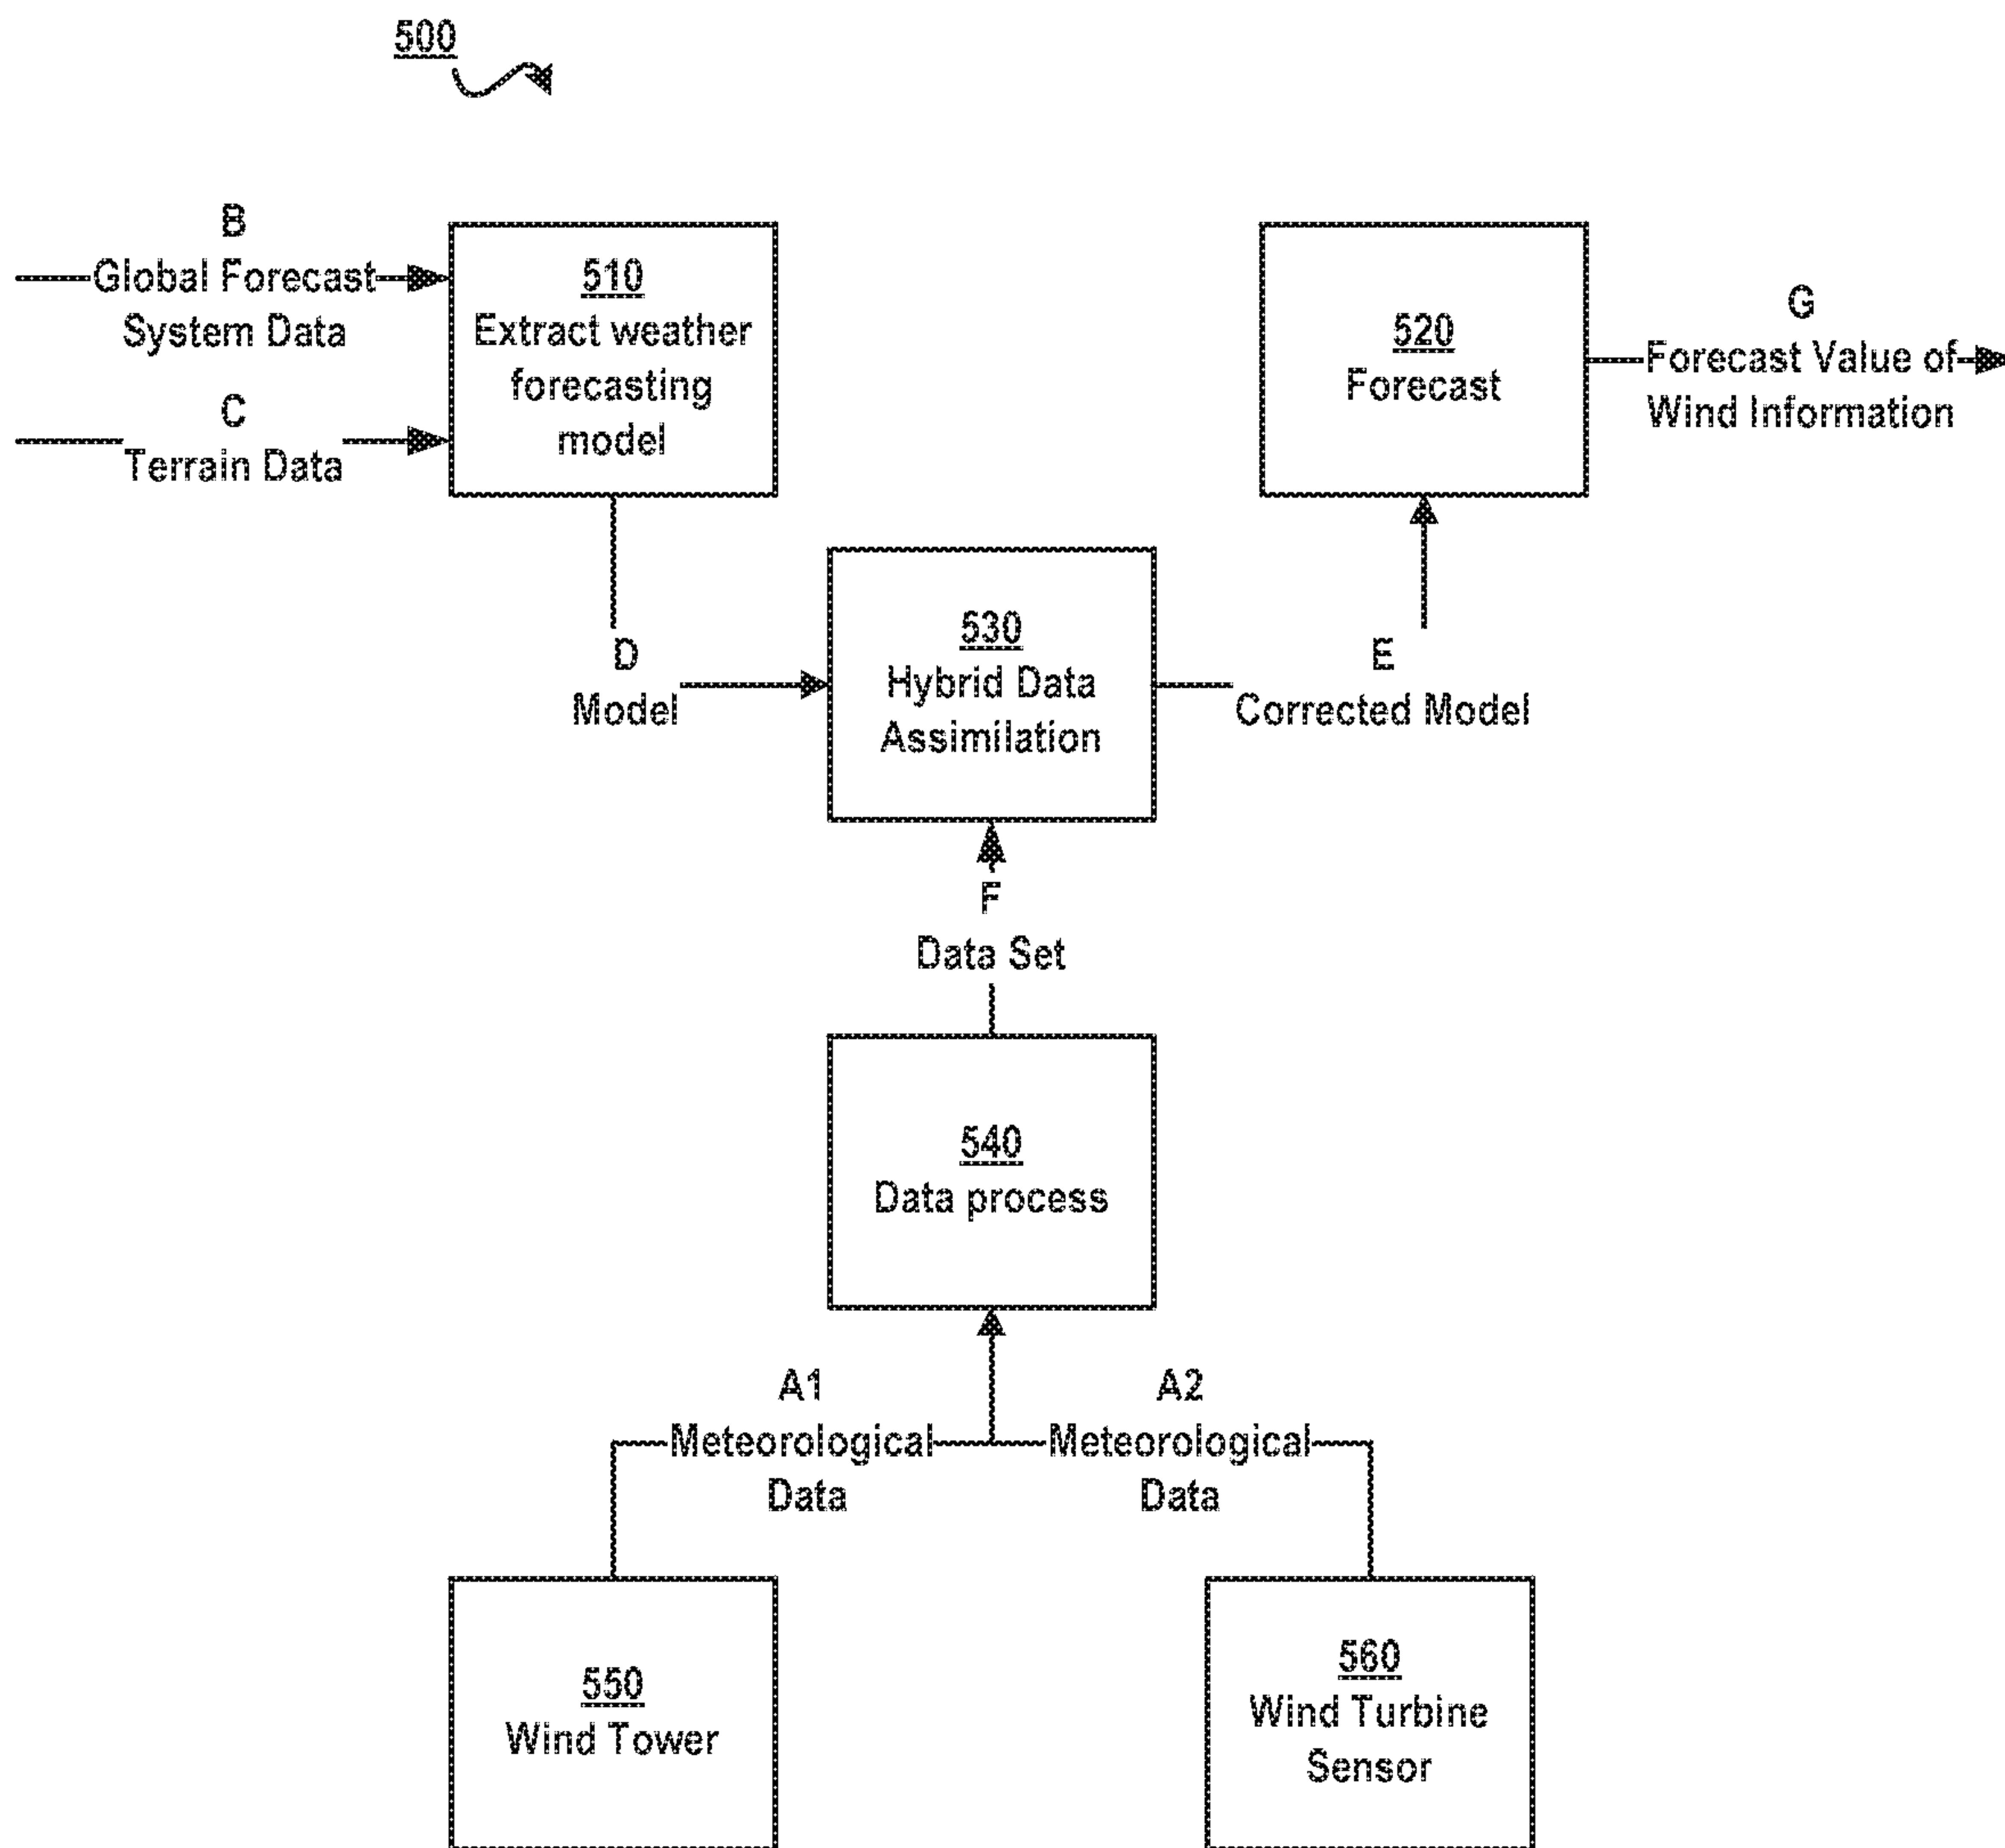 500
B
Global Forecast
System Data
C
Terrain Data
510
Extract weather
forecasting
model
520
Forecast
G
Forecast Value of
Wind Information
D
Model
530
Hybrid Data
Assimilation
E
Corrected Model
F
Data Set
540
Data process
A1
Meteorological
Data
A2
Meteorological
Data
550
Wind Tower
560
Wind Turbine
Sensor